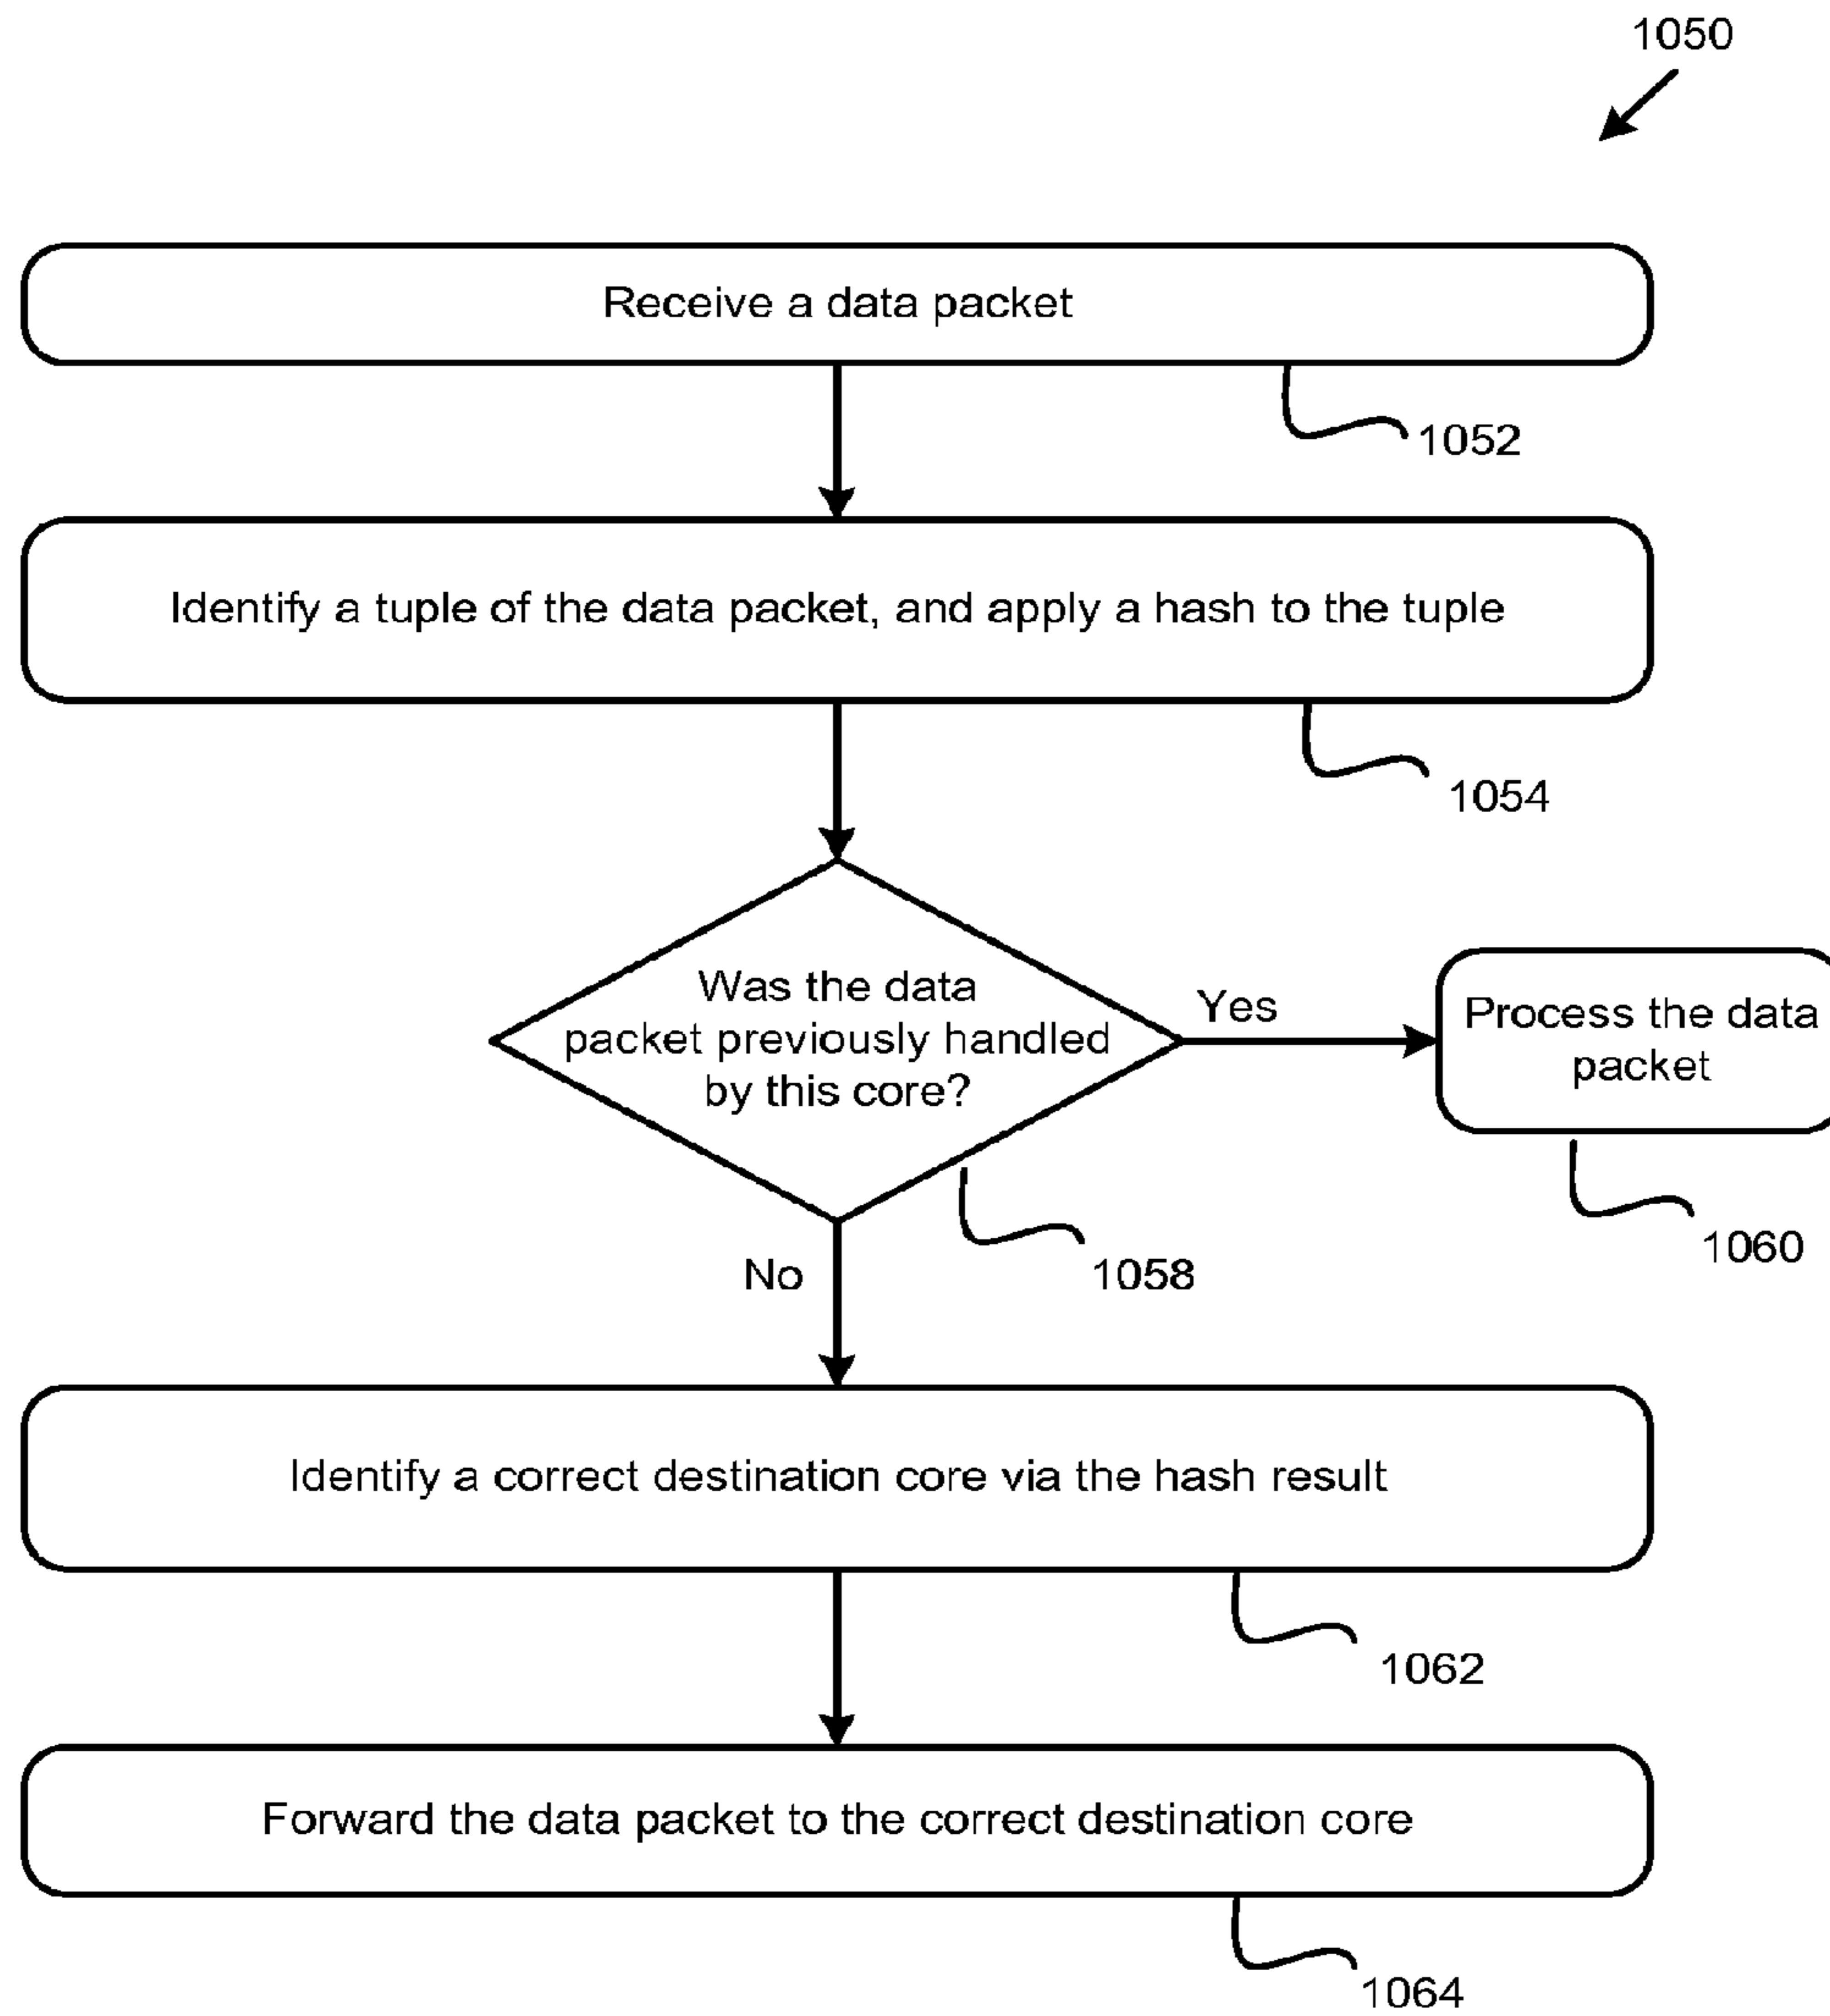 1050
Receive a data packet
1052
Identify a tuple of the data packet, and apply a hash to the tuple
1054
Was the data
packet previously handled
by this core?
Yes
Process the data
packet
1060
No
1058
Identify a correct destination core via the hash result
1062
Forward the data packet to the correct destination core
1064